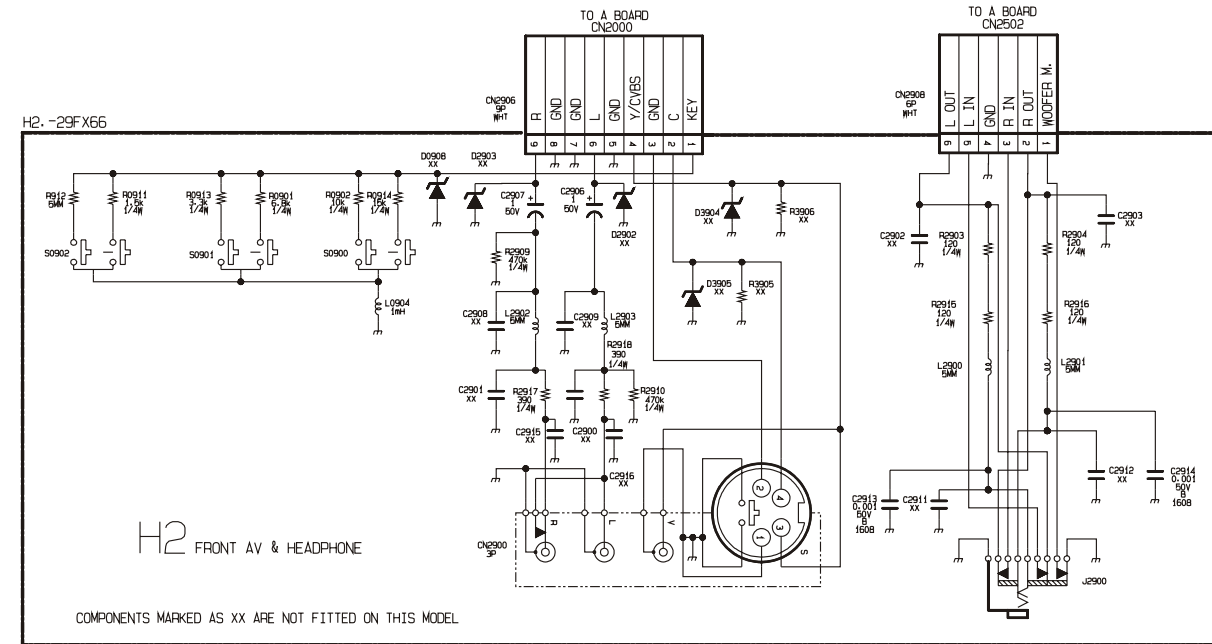 TO A BOARD
CN2000
TO A BOARD
CN2502
CN2906
9P
WHT
R
GND
GND
L
GND
Y/CVBS
GND
C
KEY
9
8
7
6
5
4
3
2
1
CN2908
6P
WHT
L OUT
L IN
GND
R IN
R OUT
WOOFER M.
6
5
4
3
2
1
H2. -29FX66
D0908
XX
D2903
XX
R912
5MM
R0911
1.5k
1/4W
R0913
3.3k
1/4W
R0901
6.8k
1/4W
R0902
10k
1/4W
R0914
15k
1/4W
C2907
1
50V
C2906
1
50V
D2902
XX
D3904
XX
R3906
XX
S0902
S0901
S0900
L0904
1mH
R2909
470k
1/4W
D3905
XX
R3905
XX
C2902
XX
R2903
120
1/4W
R2904
120
1/4W
C2903
XX
C2908
XX
L2902
5MM
C2909
XX
L2903
5MM
R2915
120
1/4W
R2916
120
1/4W
R2918
390
1/4W
L2900
5MM
L2901
5MM
C2901
XX
R2917
390
1/4W
R2910
470k
1/4W
C2915
XX
C2900
XX
C2916
XX
C2913
0.001
50V
B
1608
C2911
XX
C2912
XX
C2914
0.001
50V
B
1608
CN2900
3P
R
L
V
2
4
1
3
S
J2900
H2 FRONT AV & HEADPHONE
COMPONENTS MARKED AS XX ARE NOT FITTED ON THIS MODEL